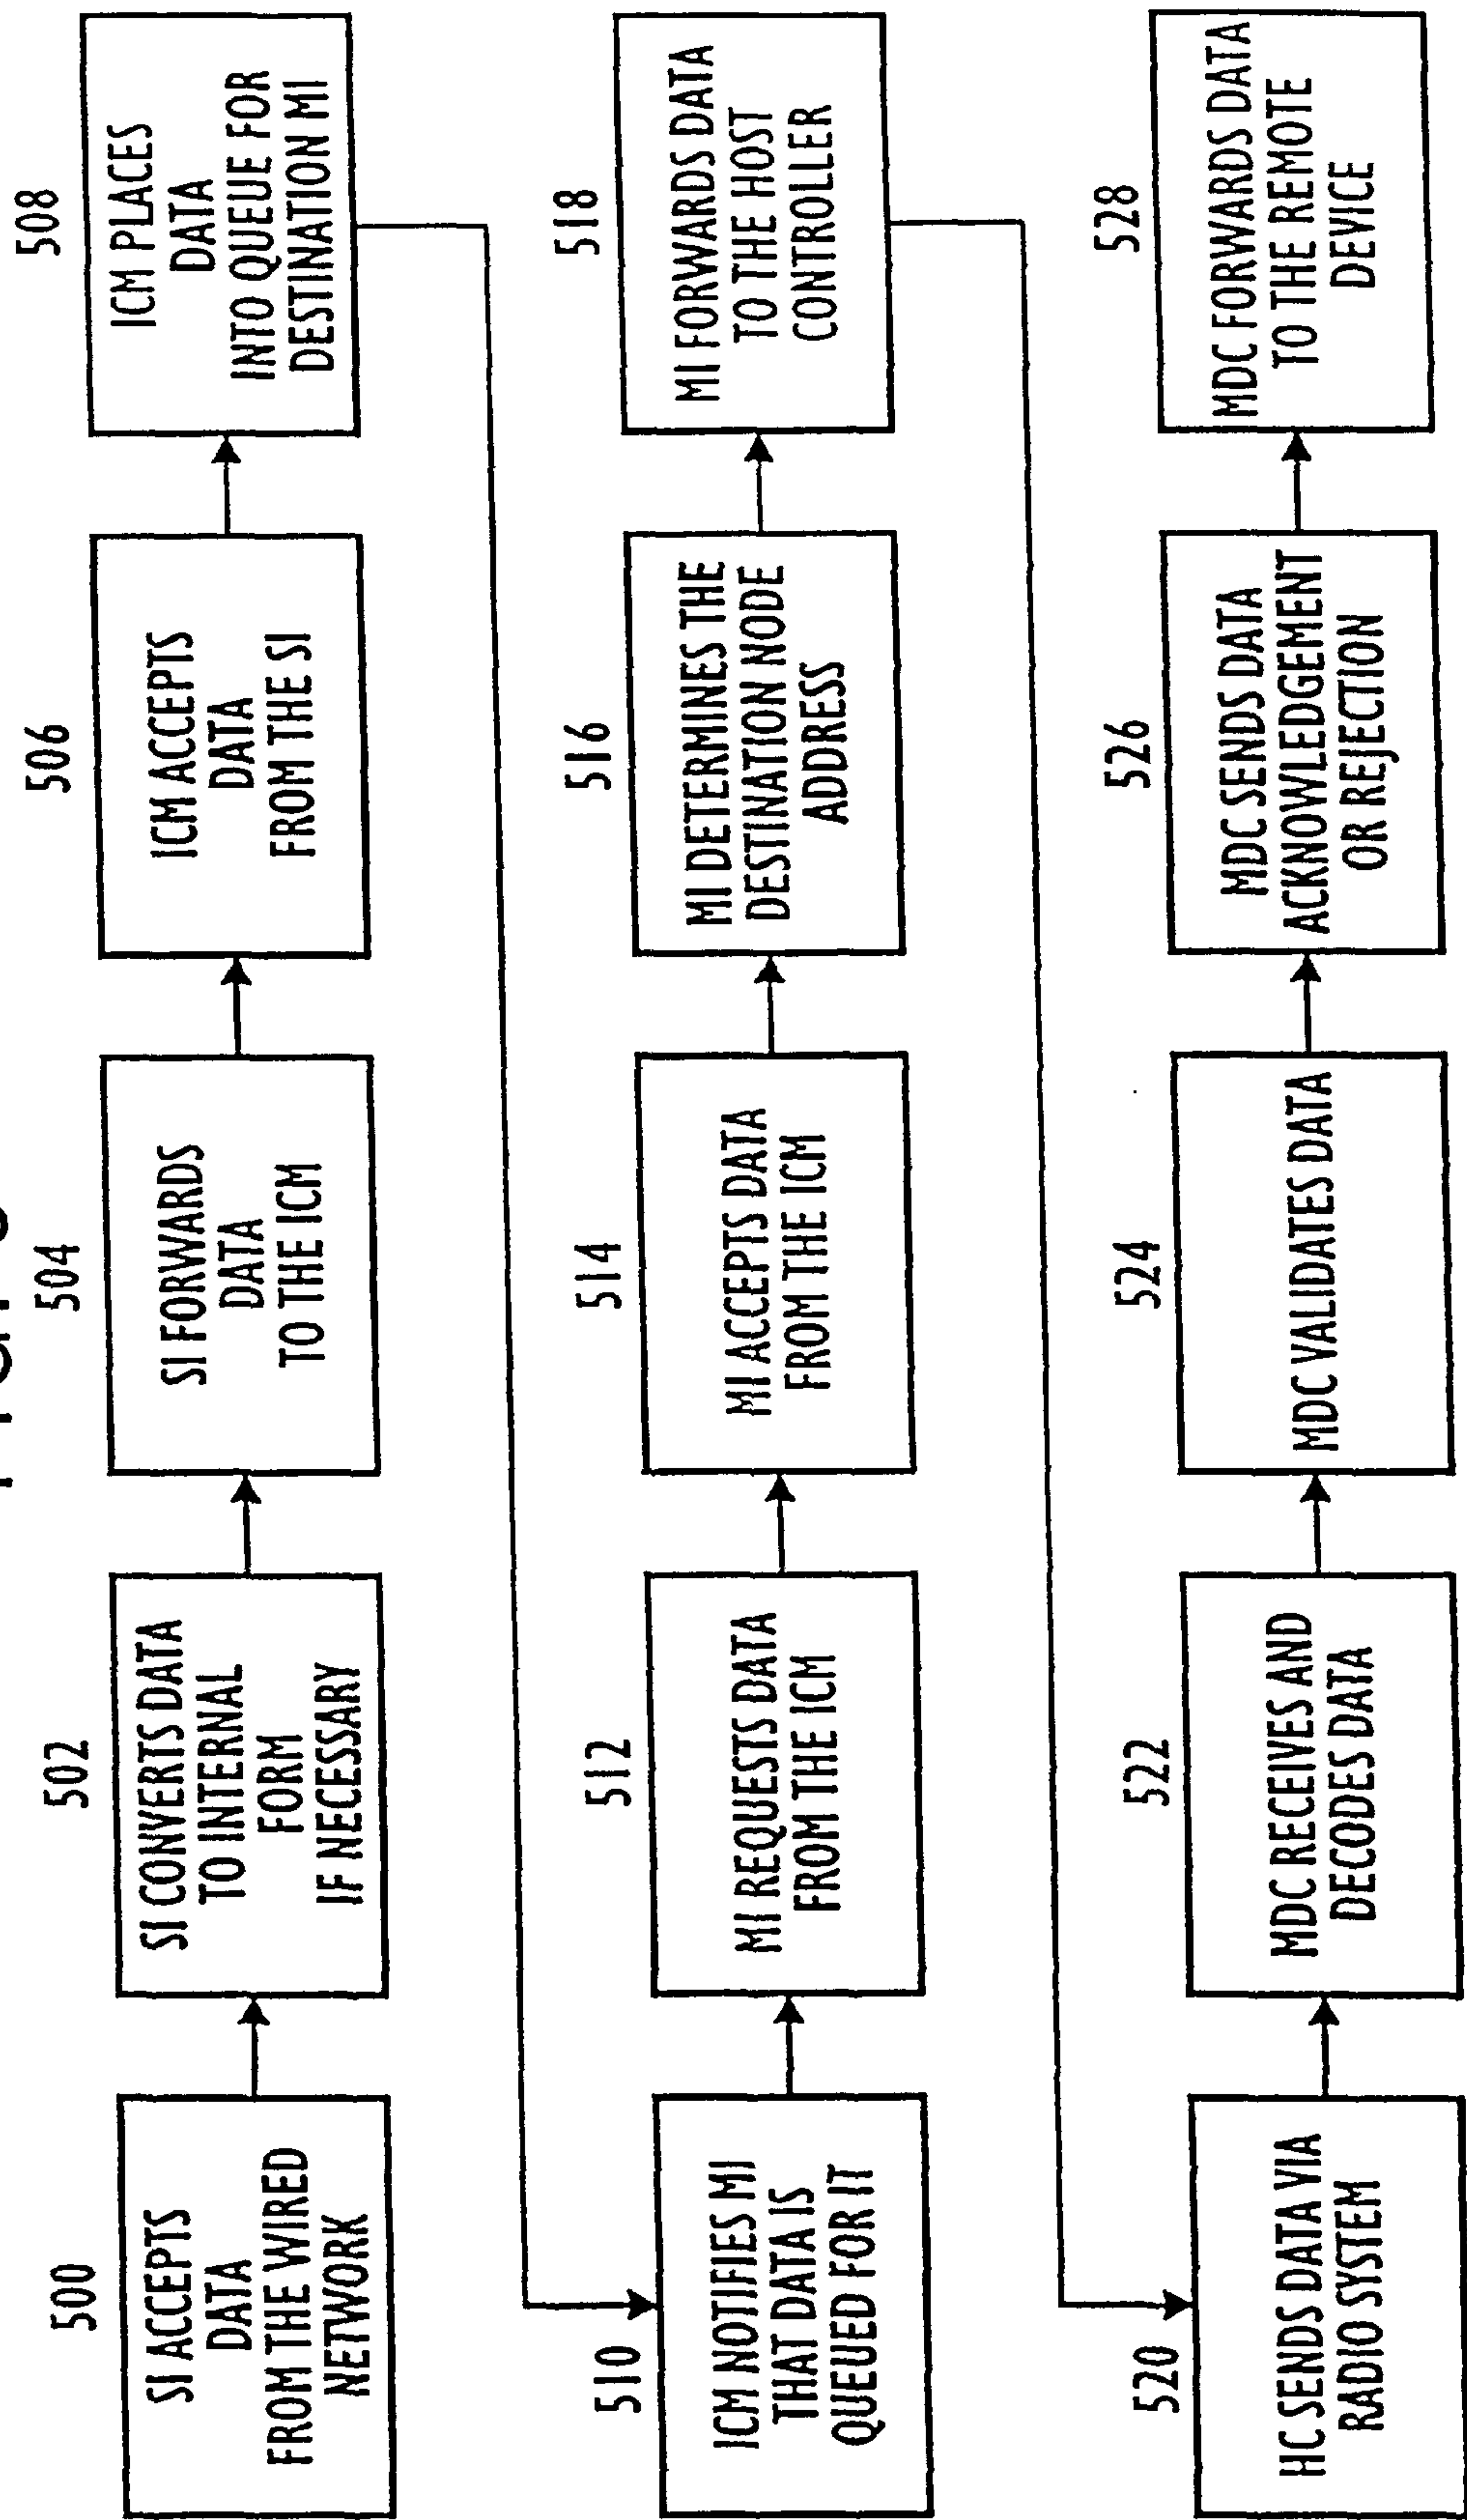 500
SI ACCEPTS
DATA
FROM THE WIRED
NETWORK
502
SI CONVERTS DATA
TO INTERNAL
FORM
IF NECESSARY
504
SI FORWARDS
DATA
TO THE ICM
506
ICM ACCEPTS
DATA
FROM THE SI
508
ICM PLACES
DATA
INTO QUEUE FOR
DESTINATION MI
510
ICM NOTIFIES MI
THAT DATA IS
QUEUED FOR IT
512
MI REQUESTS DATA
FROM THE ICM
514
MI ACCEPTS DATA
FROM THE ICM
516
MI DETERMINES THE
DESTINATION NODE
ADDRESS
518
MI FORWARDS DATA
TO THE HOST
CONTROLLER
520
HC SENDS DATA VIA
RADIO SYSTEM
522
MDC RECEIVES AND
DECODES DATA
524
MDC VALIDATES DATA
526
MDC SENDS DATA
ACKNOWLEDGEMENT
OR REJECTION
528
MDC FORWARDS DATA
TO THE REMOTE
DEVICE